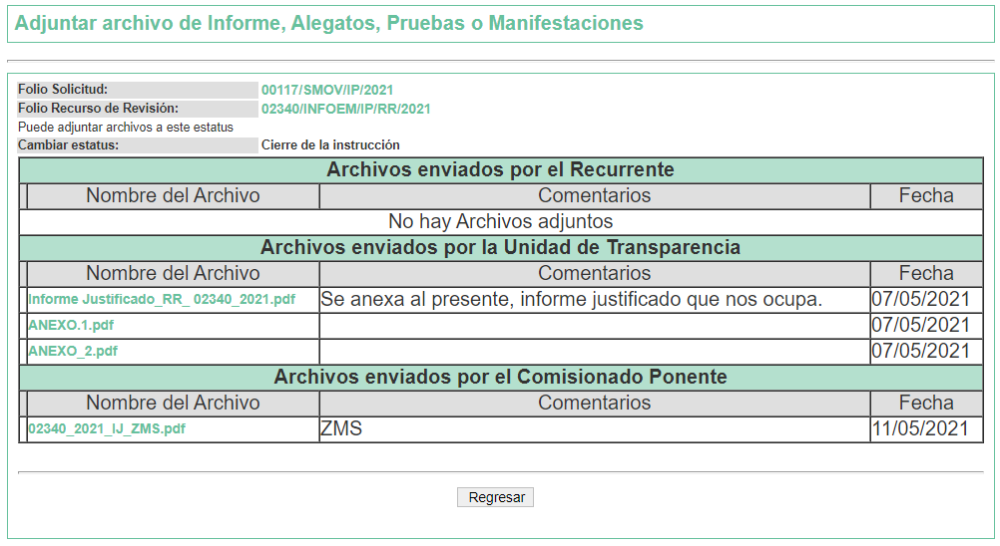 Adjuntar archivo de Informe, Alegatos, Pruebas o Manifestaciones
Folio Solicitud: 00117/SMOV/IP/2021
Folio Recurso de Revisión: 02340/INFOEM/IP/RR/2021
Puede adjuntar archivos a este estatus
Cambiar estatus: Cierre de la instrucción
Archivos enviados por el Recurrente
Nombre del Archivo Comentarios Fecha
No hay Archivos adjuntos
Archivos enviados por la Unidad de Transparencia
Nombre del Archivo Comentarios Fecha
Informe Justificado_RR_ 02340_2021.pdf Se anexa al presente, informe justificado que nos ocupa. 07/05/2021
ANEXO.1.pdf 07/05/2021
ANEXO_2.pdf 07/05/2021
Archivos enviados por el Comisionado Ponente
Nombre del Archivo Comentarios Fecha
02340_2021_IJ_ZMS.pdf ZMS 11/05/2021
Regresar